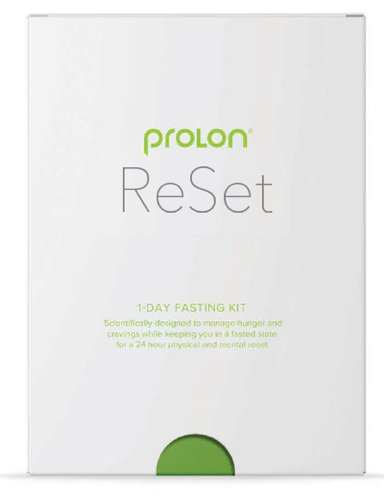 prolon®
ReSet
1-DAY FASTING KIT
Scientifically designed to manage hunger and
cravings while keeping you in a fasted state
for a 24 hour physical and mental reset